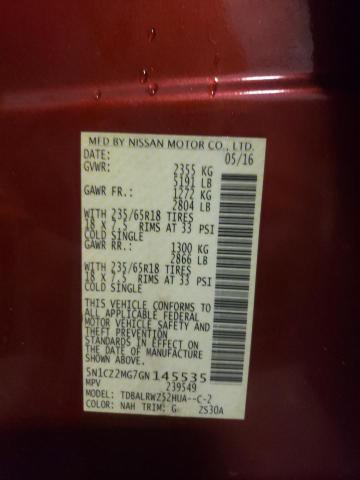 MFD BY NISSAN MOTOR CO., LTD.
DATE: 05/16
GVWR: 2355 KG
5191 LB
GAWR FR.: 1272 KG
2804 LB
WITH 235/65R18 TIRES
18 X 7.5 RIMS AT 33 PSI
COLD SINGLE
GAWR RR.: 1300 KG
2866 LB
WITH 235/65R18 TIRES
18 X 7.5 RIMS AT 33 PSI
COLD SINGLE
THIS VEHICLE CONFORMS TO
ALL APPLICABLE FEDERAL
MOTOR VEHICLE SAFETY AND
THEFT PREVENTION
STANDARDS IN EFFECT ON
THE DATE OF MANUFACTURE
SHOWN ABOVE.
5N1CZ2MG7GN145535
MPV 239549
MODEL: TDBALRWZ52HUA--C-2
COLOR: NAH TRIM: G ZS30A